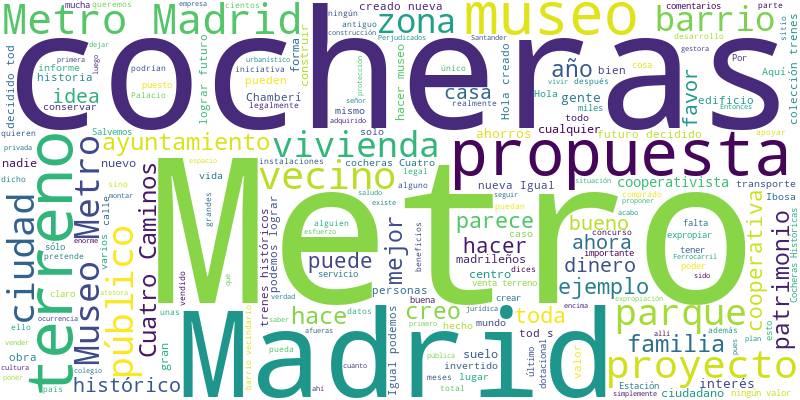 mucha queremos empresa ningún creado nueva comentarios parte
Metro Madrid zona museo barrio
cocheras
decidido tod
informe
historia
idea
conservar
primera
dejar
luego
urbanístico
iniciativa
podrían
puesto
Palacio
pueden
Chamberí
legalmente
lograr futuro
construir
forma
antiguo
construcción
cientos
hacer museo
mismo
adquirido
Perjudicados
protección
señor
único
solo
casa
realmente
Hola creado
Santander
gestora
año
Hola
vivir después
gente
miles
bien
todo
cualquier
desarrollo
cosa
favor
edificio
Por
Entonces
Aquí
sitio
colección trenes
apoyar
quieren
privada
nadie
dicho
Salvemos
ayuntamiento
nuevo
vivienda
ahorros
futuro decidido
propuesta
terreno
ciudad
Museo Metro
público
Cuatro Caminos
sino
montar
vida
grandes
espacio
vecino
instalaciones
cocheras Cuatro
legal
alguno
saludo
existe
nueva Igual
seguir
puedan
cooperativista
situación
proponer
comprado
acabo
transporte
Ibosa
Metro
sólo
pretende
varios
calle
enorme
claro
atesora
ello
ocurrencia
vender
obra
cultura
poner
colegio
país
histórico
vendido
unas
gran
que
puede
alguien
esfuerzo
servicio
hace
trenes históricos
podemos lograr
verdad
saber
afueras
barrio vecindario
pueda
ahí
cuanto
personas
beneficios
mejor
parece
caso
madrileños
centro
dices
venta terreno
hacer
creo
buena
datos
primero
hecho
total
pública
Igual podemos
crear
jurídica
mundo
meses
toda
tod s
suelo
invertido
lugar
último
dotacional
encima
expropiación
bueno
ahora
concurso
importante
dinero
ejemplo
falta
expropiar
tener
Ferrocarril
poder
sido
cooperativa
patrimonio
Cocheras Históricas
parque
allí
además
esto
plan
pues
familia
valor
proyecto
Estación
ciudadano
interés
simplemente
ningún valor
Madrid